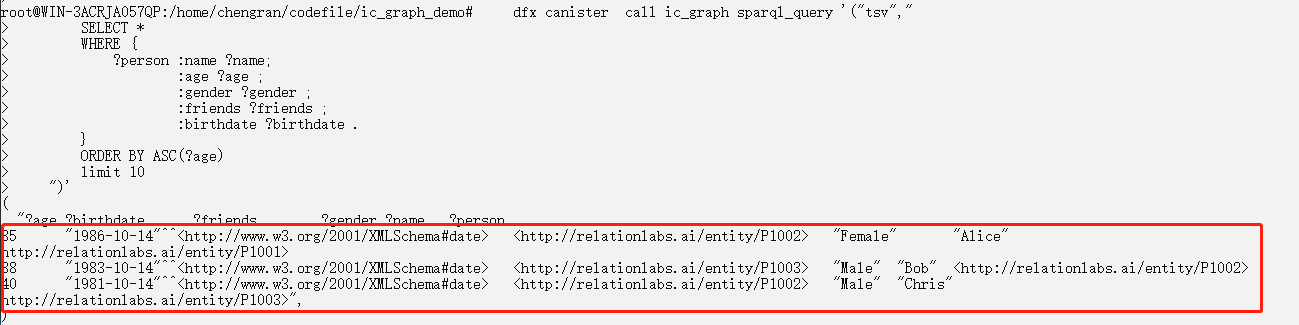 root@WIN-3ACRJA057QP:/home/chengran/codefile/ic_graph_demo#     dfx canister  call ic_graph sparql_query '("tsv","
>         SELECT *
>         WHERE {
>             ?person :name ?name;
>                     :age ?age ;
>                     :gender ?gender ;
>                     :friends ?friends ;
>                     :birthdate ?birthdate .
>         }
>         ORDER BY ASC(?age)
>         limit 10
>     ")'
(
  "?age ?birthdate      ?friends        ?gender ?name   ?person
35      "1986-10-14"^^<http://www.w3.org/2001/XMLSchema#date>   <http://relationlabs.ai/entity/P1002>   "Female"        "Alice"
http://relationlabs.ai/entity/P1001>
38      "1983-10-14"^^<http://www.w3.org/2001/XMLSchema#date>   <http://relationlabs.ai/entity/P1003>   "Male"  "Bob"  <http://relationlabs.ai/entity/P1002>
40      "1981-10-14"^^<http://www.w3.org/2001/XMLSchema#date>   <http://relationlabs.ai/entity/P1002>   "Male"  "Chris"
http://relationlabs.ai/entity/P1003>",
)